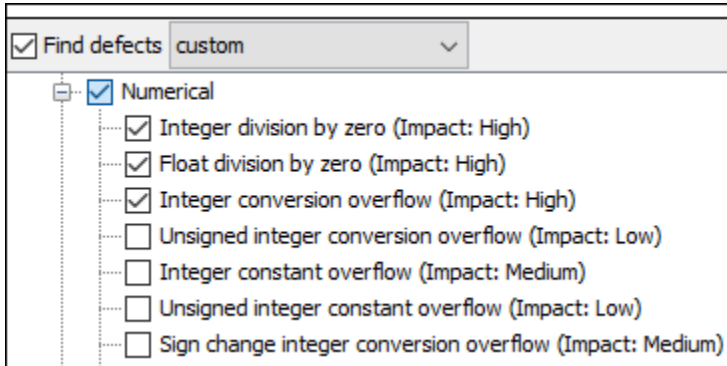 Find defects custom
Numerical
Integer division by zero (Impact: High)
Float division by zero (Impact: High)
Integer conversion overflow (Impact: High)
Unsigned integer conversion overflow (Impact: Low)
Integer constant overflow (Impact: Medium)
Unsigned integer constant overflow (Impact: Low)
Sign change integer conversion overflow (Impact: Medium)